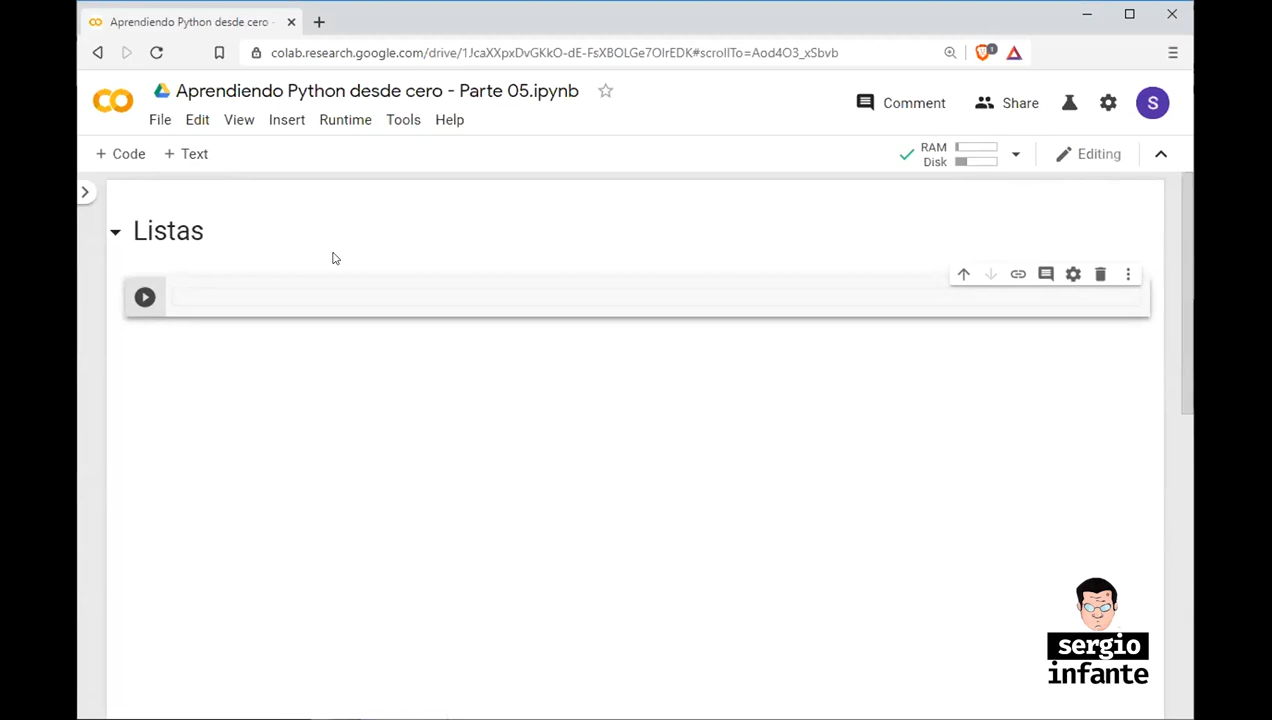 Aprendiendo Python desde cero -
colab.research.google.com/drive/1JcaXXpxDvGKkO-dE-FsXBOLGe7OlrEDK#scrollTo=Aod4O3_xSbvb
1
CO
Aprendiendo Python desde cero - Parte 05.ipynb
Comment
Share
S
File Edit View Insert Runtime Tools Help
+ Code + Text
RAM
Disk
Editing
Listas
sergio
infante